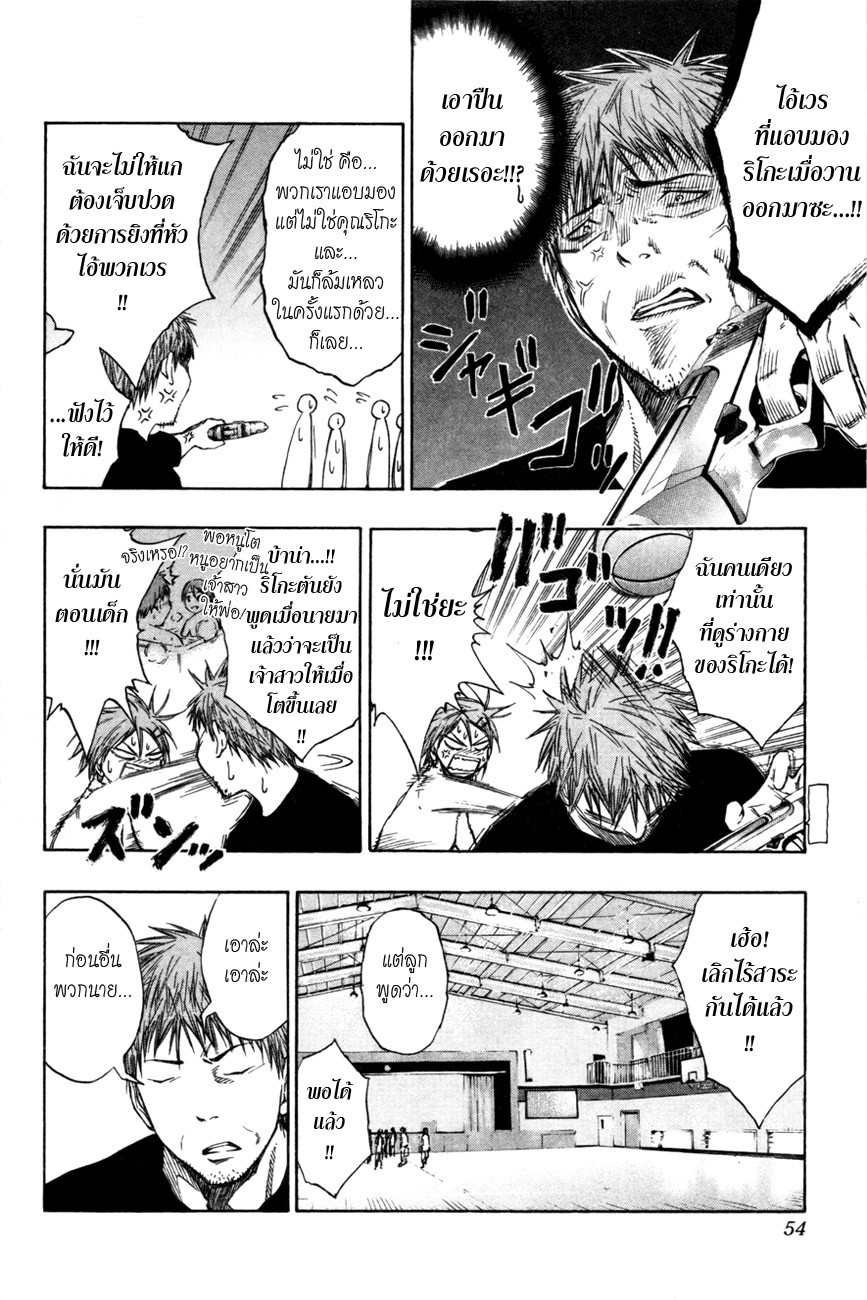 ไอ้เวร
ที่แอบมอง
ริโกะเมื่อวาน
ออกมาซะ...!!
เอาปืน
ออกมา
ด้วยเรอะ!!?
ジャギ
ゴッ
ไม่ใช่ คือ...
พวกเราแอบมอง
แต่ไม่ใช่คุณริโกะ
และ...
มันก็ล้มเหลว
ในครั้งแรกด้วย...
ก็เลย...
ฉันจะไม่ให้แก
ต้องเจ็บปวด
ด้วยการยิงที่หัว
ไอ้พวกเวร
!!
...ฟังไว้
ให้ดี!
ฉันคนเดียว
เท่านั้น
ที่ดูร่างกาย
ของริโกะได้!
ゴンッ!!
ไม่ใช่ยะ
!!!
บ้าน่า...!!
ริโกะตันยัง
พูดเมื่อนายมา
แล้วว่าจะเป็น
เจ้าสาวให้เมื่อ
โตขึ้นเลย
!!
พอหนูโต
หนูอยากเป็น
เจ้าสาว
ให้พ่อ/
จริงเหรอ!?
นั่นมัน
ตอนเด็ก
!!!
ズーン...
เฮ้อ!
เลิกไร้สาระ
กันได้แล้ว
!!
แต่ลูก
พูดว่า...
พอได้
แล้ว
!!
เอาล่ะ
เอาล่ะ
ก่อนอื่น
พวกนาย...
54